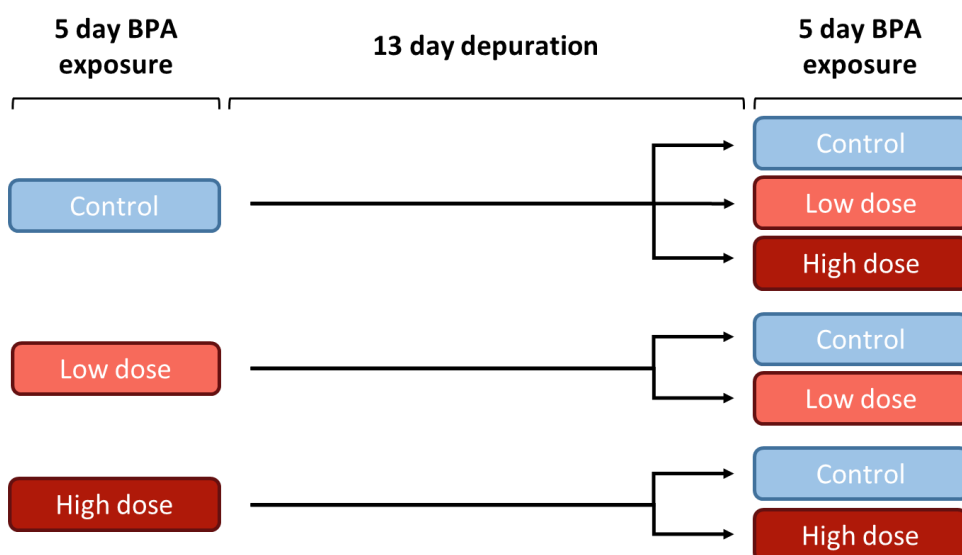 5 day BPA
exposure
13 day depuration
5 day BPA
exposure
Control
Control
Low dose
High dose
Low dose
Control
Low dose
High dose
Control
High dose